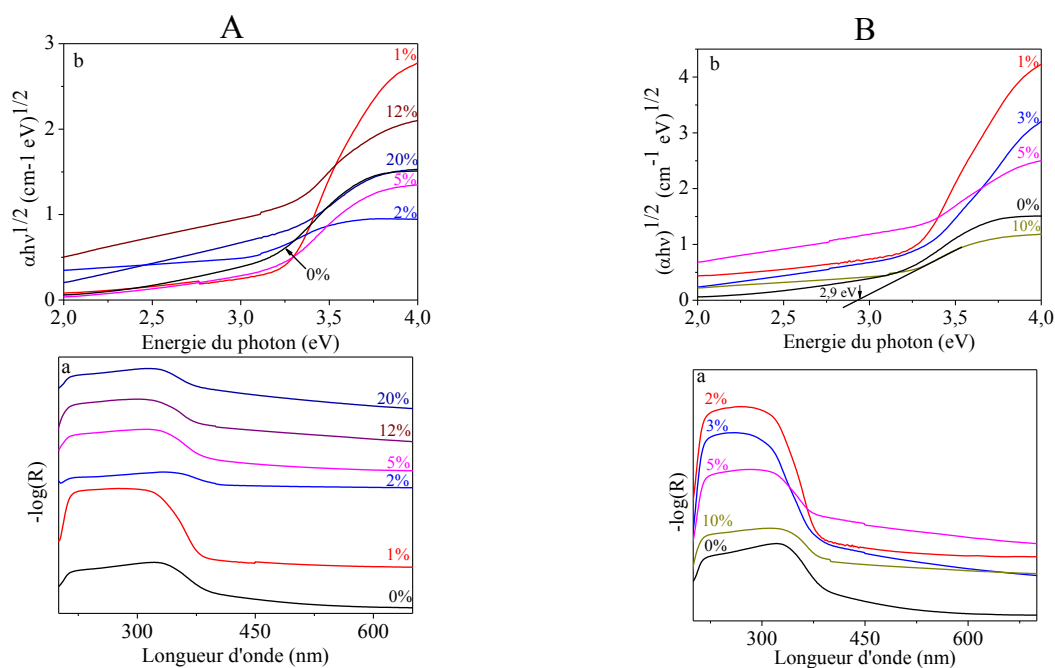 A
b
3
2
1
0
αhν^1/2 (cm-1 eV)^1/2
1%
12%
20%
5%
2%
0%
2,0 2,5 3,0 3,5 4,0
Energie du photon (eV)
a
20%
12%
5%
2%
1%
0%
-log(R)
300 450 600
Longueur d'onde (nm)
B
b
4
3
2
1
0
(αhν)^1/2 (cm^-1 eV)^1/2
1%
3%
5%
0%
10%
2,9 eV
2,0 2,5 3,0 3,5 4,0
Energie du photon (eV)
a
2%
3%
5%
10%
0%
-log(R)
300 450 600
Longueur d'onde (nm)